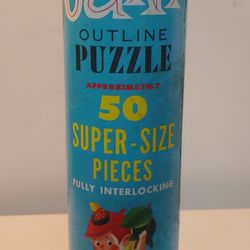 OUTLINE
PUZZLE
APPROXIMATELY
50
SUPER-SIZE
PIECES
FULLY INTERLOCKING